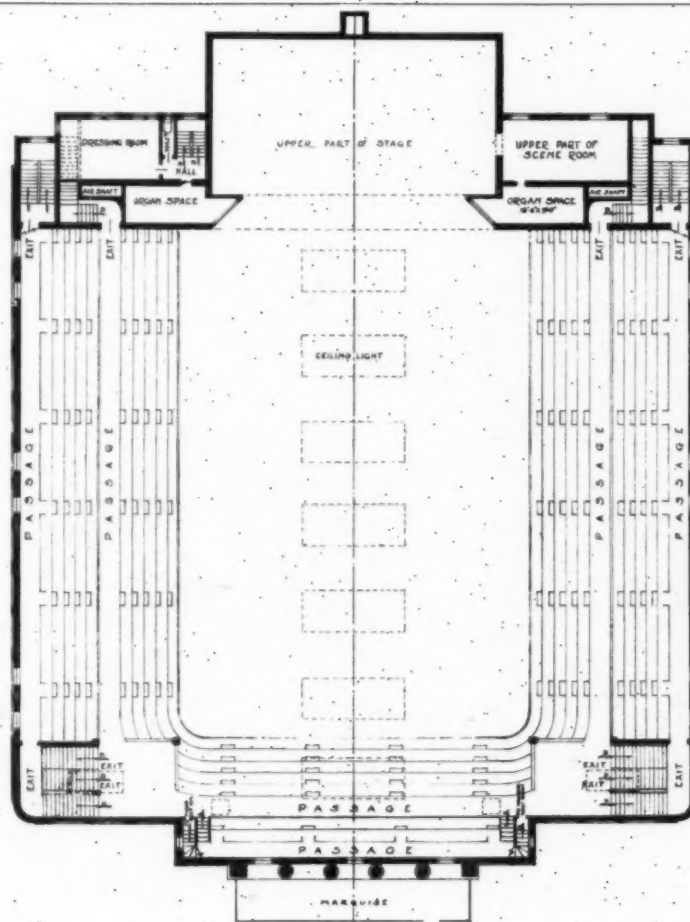 DRESSING ROOM
HALL
UPPER PART OF STAGE
UPPER PART OF
SCENE ROOM
AIR SHAFT
AIR SHAFT
ORGAN SPACE
ORGAN SPACE
EXIT
EXIT
EXIT
EXIT
CEILING LIGHT
PASSAGE
PASSAGE
PASSAGE
PASSAGE
EXIT
EXIT
EXIT
EXIT
EXIT
EXIT
PASSAGE
PASSAGE
MARQUISE